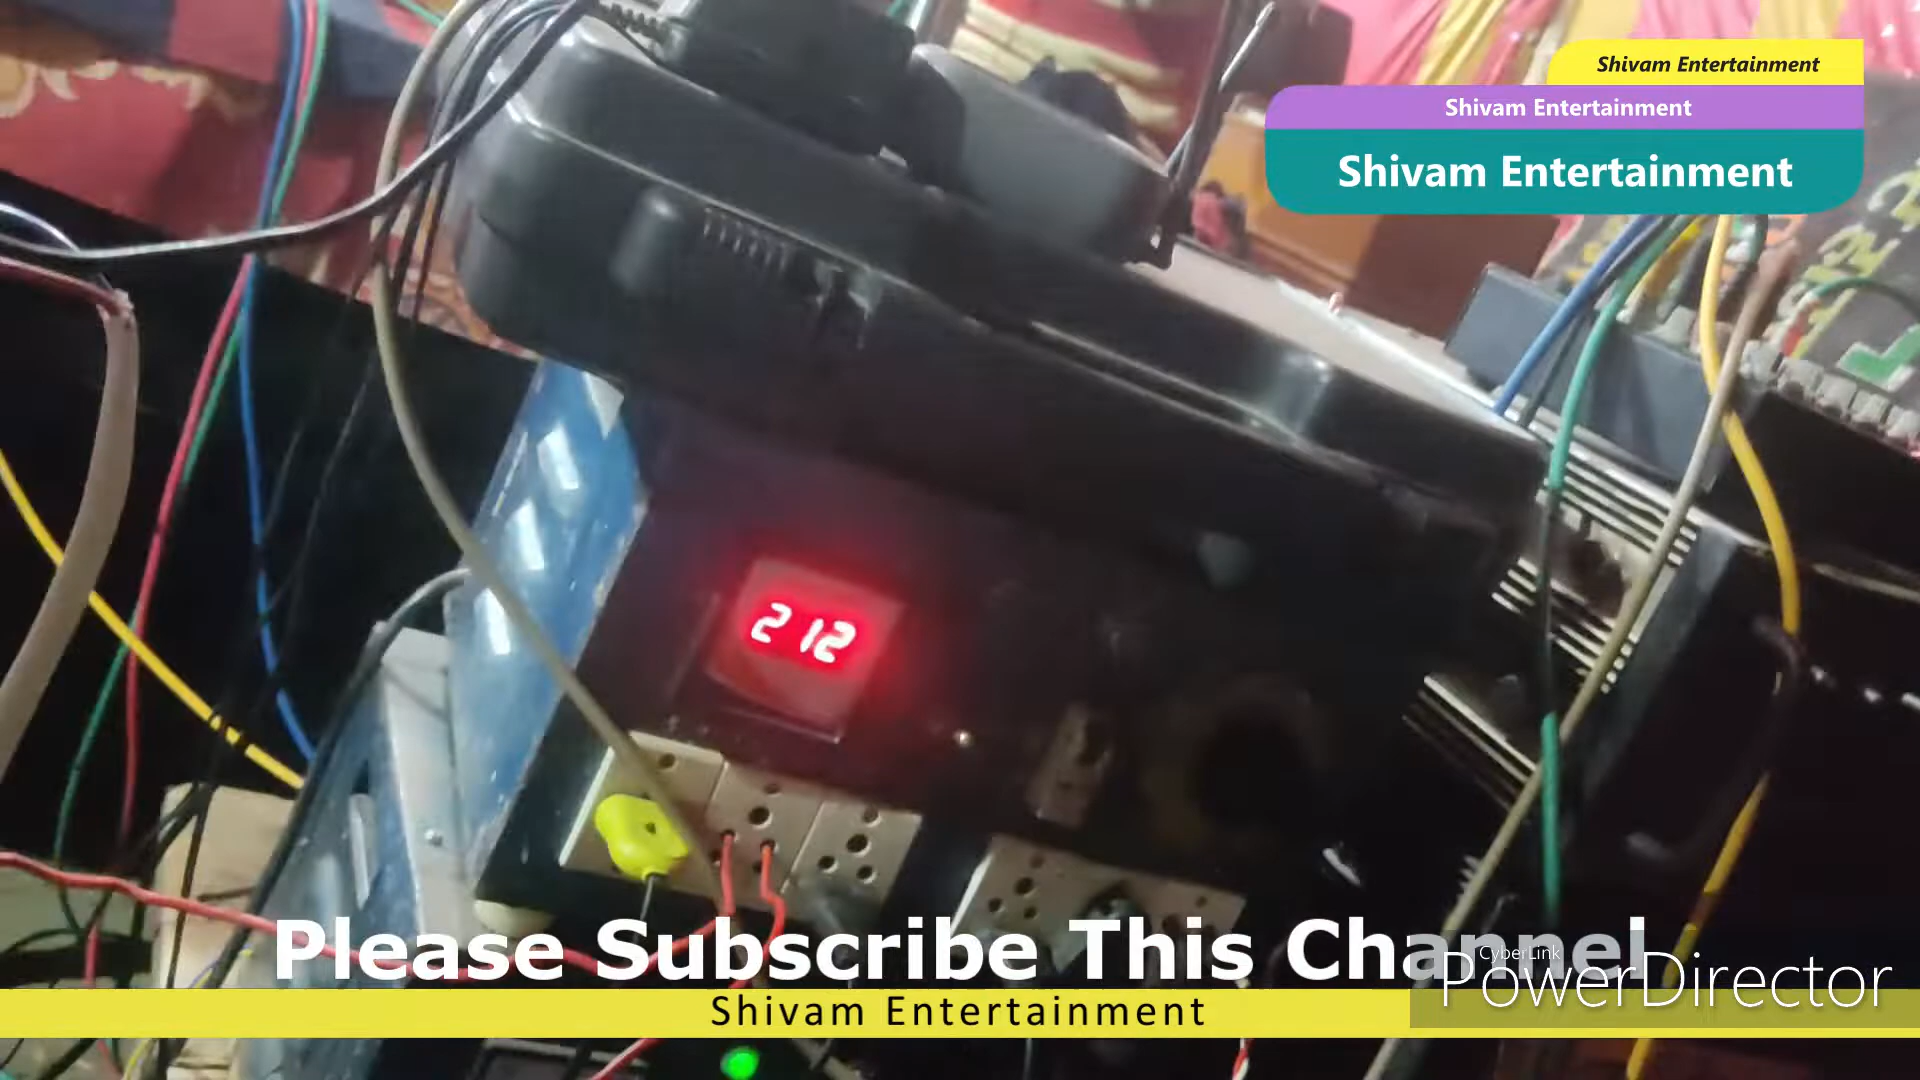 Shivam Entertainment
Shivam Entertainment
Shivam Entertainment
212
Please Subscribe This Channel
CyberLink
PowerDirector
Shivam Entertainment